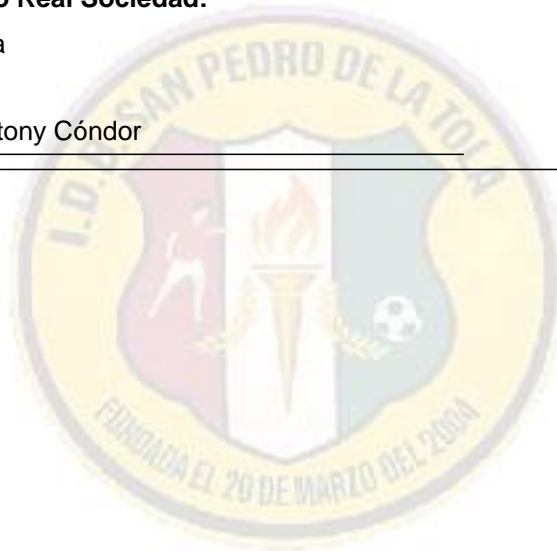 o Real Sociedad:
a
tony Cóndor
L.D.B. SAN PEDRO DE LA TOLA
FUNDADA EL 20 DE MARZO DEL 2004